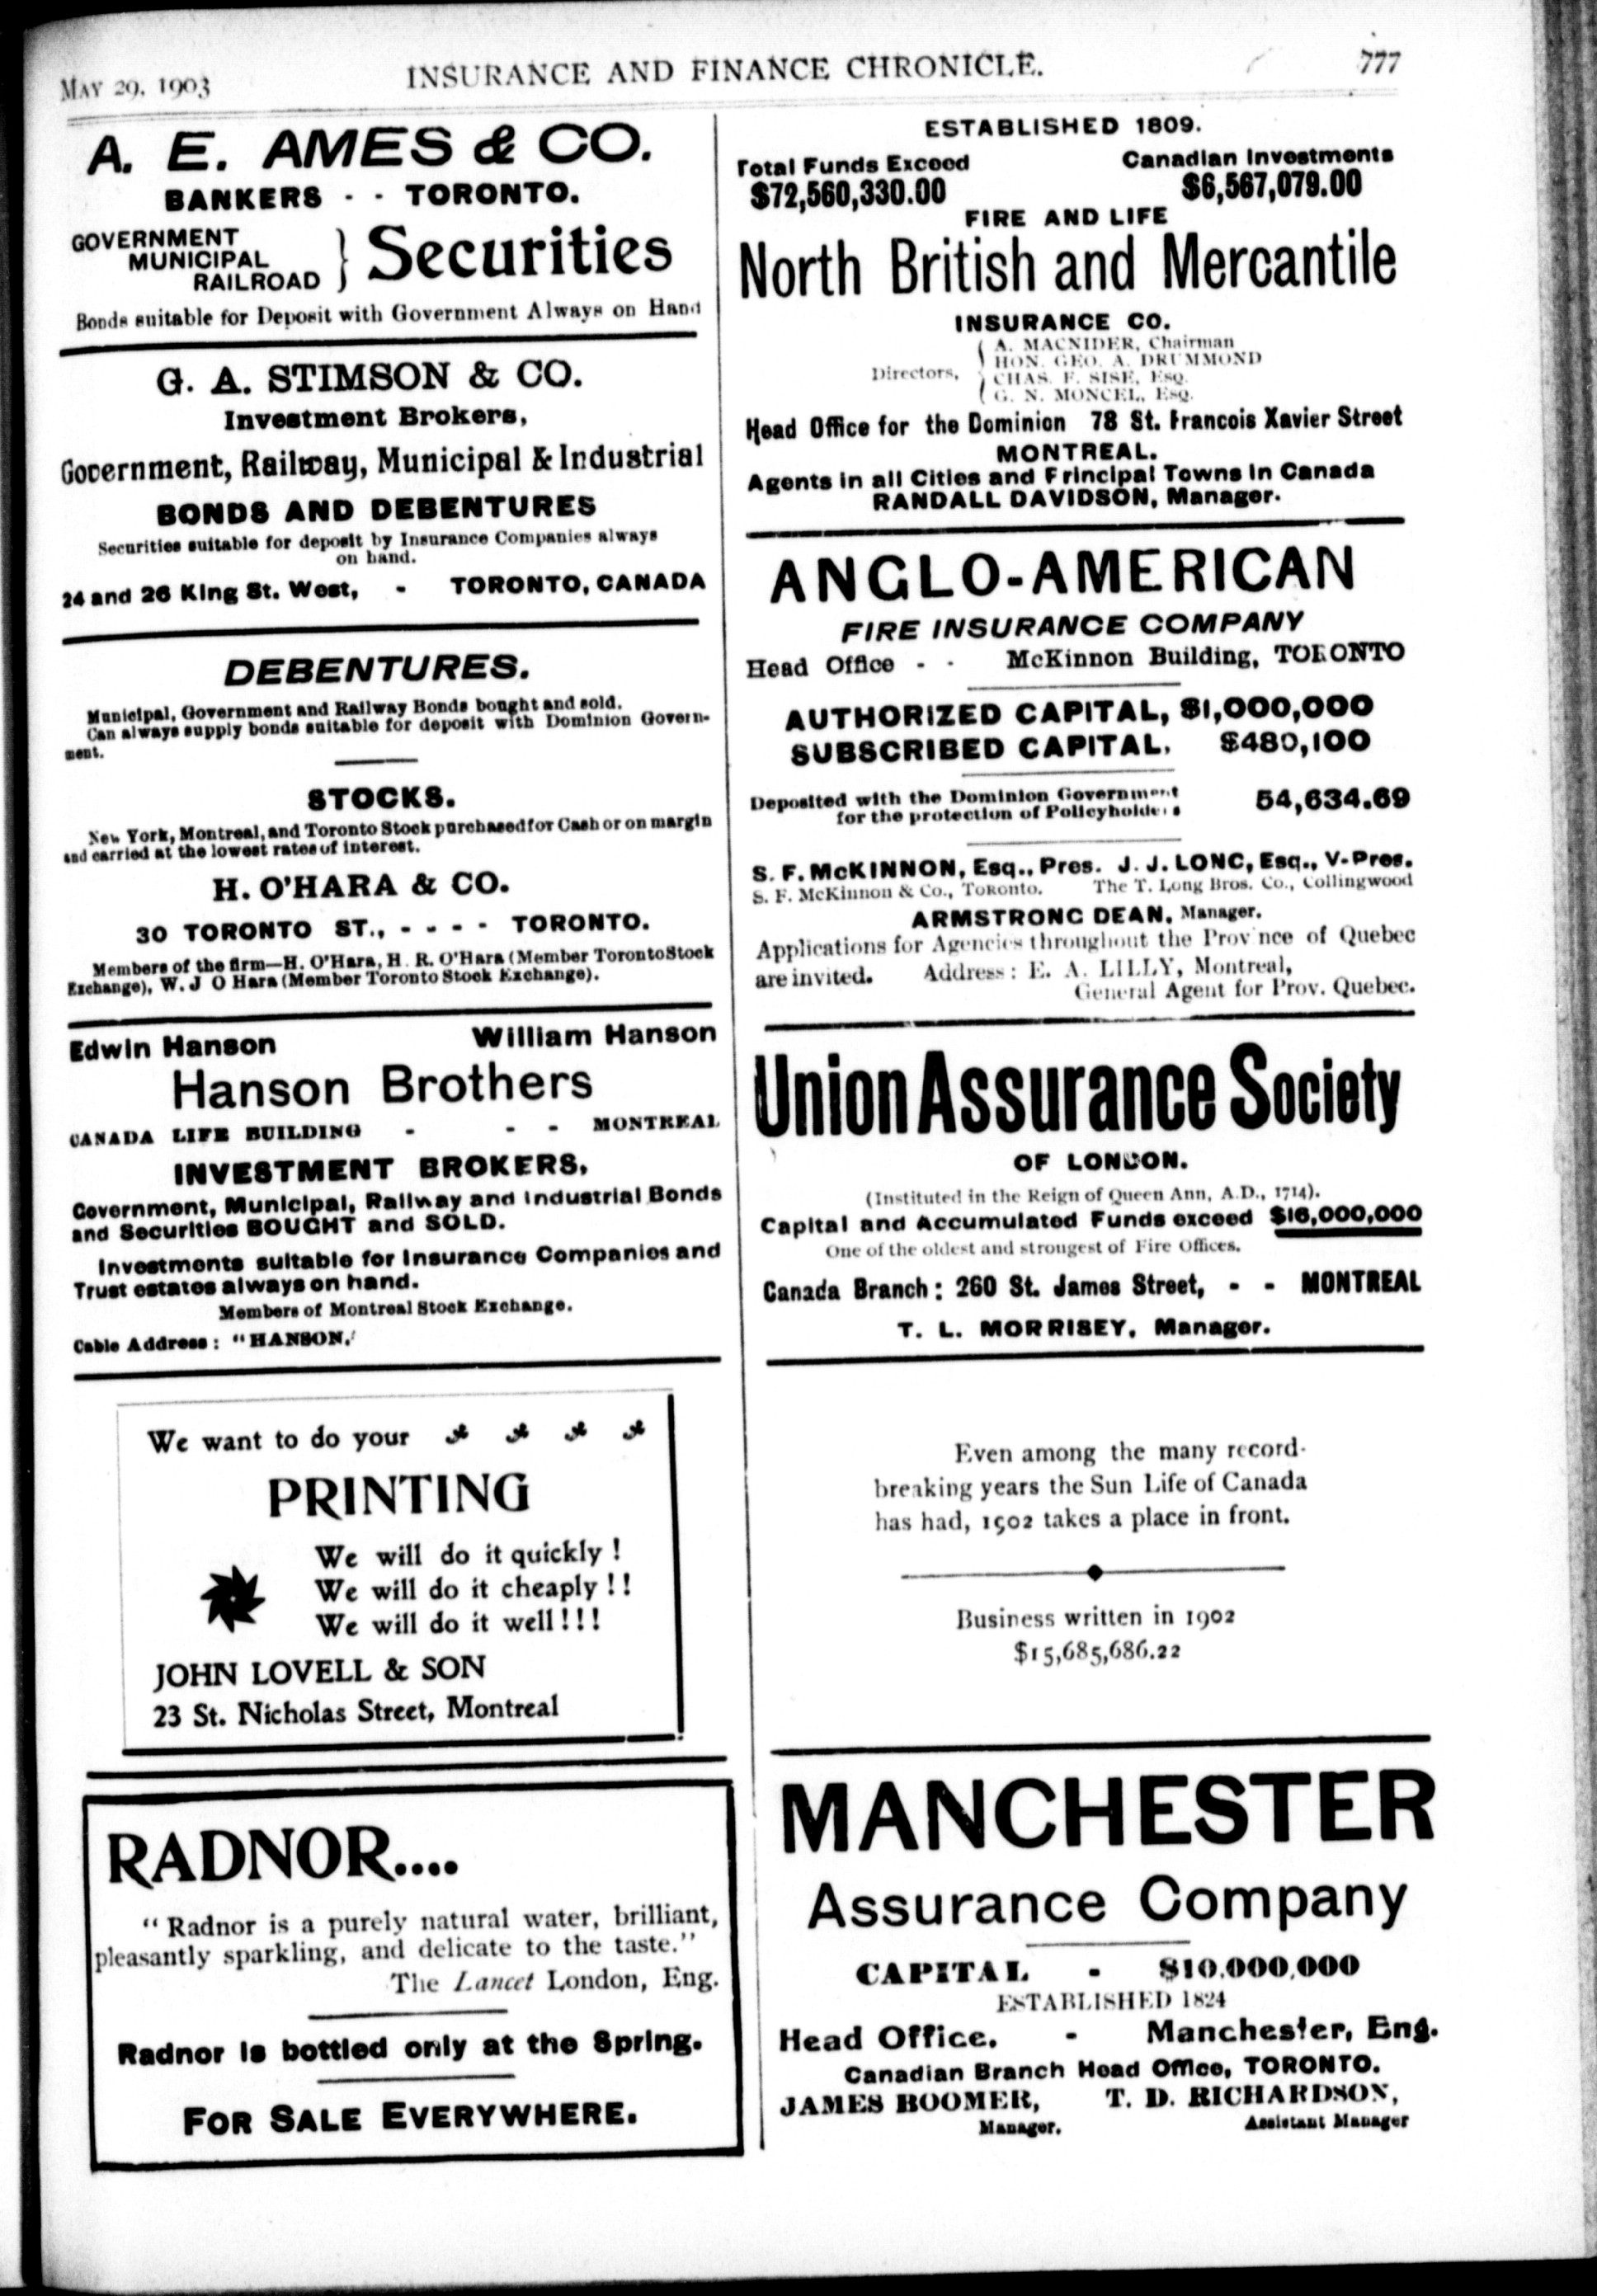 MAY 29, 1903
INSURANCE AND FINANCE CHRONICLE.
777
A. E. AMES & CO.
BANKERS - - TORONTO.
GOVERNMENT
MUNICIPAL
RAILROAD
} Securities
Bonds suitable for Deposit with Government Always on Hand
G. A. STIMSON & CO.
Investment Brokers,
Government, Railway, Municipal & Industrial
BONDS AND DEBENTURES
Securities suitable for deposit by Insurance Companies always
on hand.
24 and 26 King St. West, - TORONTO, CANADA
DEBENTURES.
Municipal, Government and Railway Bonds bought and sold.
Can always supply bonds suitable for deposit with Dominion Govern-
ment.
STOCKS.
New York, Montreal, and Toronto Stock purchased for Cash or on margin
and carried at the lowest rates of interest.
H. O'HARA & CO.
30 TORONTO ST., - - - - TORONTO.
Members of the firm—H. O'Hara, H. R. O'Hara (Member Toronto Stock
Exchange), W. J O Hara (Member Toronto Stock Exchange).
Edwin Hanson William Hanson
Hanson Brothers
CANADA LIFE BUILDING - - - MONTREAL
INVESTMENT BROKERS,
Government, Municipal, Railway and Industrial Bonds
and Securities BOUGHT and SOLD.
Investments suitable for Insurance Companies and
Trust estates always on hand.
Members of Montreal Stock Exchange.
Cable Address: "HANSON."
We want to do your
PRINTING
We will do it quickly !
We will do it cheaply !!
We will do it well!!!
JOHN LOVELL & SON
23 St. Nicholas Street, Montreal
RADNOR....
"Radnor is a purely natural water, brilliant,
pleasantly sparkling, and delicate to the taste."
The Lancet London, Eng.
Radnor is bottled only at the Spring.
FOR SALE EVERYWHERE.
ESTABLISHED 1809.
Total Funds Exceed Canadian Investments
$72,560,330.00 $6,567,079.00
FIRE AND LIFE
North British and Mercantile
INSURANCE CO.
Directors,
A. MACNIDER, Chairman
HON. GEO. A. DRUMMOND
CHAS. F. SISE, ESQ.
G. N. MONCEL, ESQ.
Head Office for the Dominion 78 St. Francois Xavier Street
MONTREAL.
Agents in all Cities and Principal Towns in Canada
RANDALL DAVIDSON, Manager.
ANGLO-AMERICAN
FIRE INSURANCE COMPANY
Head Office - - McKinnon Building, TORONTO
AUTHORIZED CAPITAL, $1,000,000
SUBSCRIBED CAPITAL, $480,100
Deposited with the Dominion Government
for the protection of Policyholders
54,634.69
S. F. McKINNON, Esq., Pres. J. J. LONG, Esq., V-Pres.
S. F. McKinnon & Co., Toronto. The T. Long Bros. Co., Collingwood
ARMSTRONG DEAN, Manager.
Applications for Agencies throughout the Province of Quebec
are invited. Address: E. A. LILLY, Montreal,
General Agent for Prov. Quebec.
Union Assurance Society
OF LONDON.
(Instituted in the Reign of Queen Ann, A.D., 1714).
Capital and Accumulated Funds exceed $16,000,000
One of the oldest and strongest of Fire Offices.
Canada Branch: 260 St. James Street, - - MONTREAL
T. L. MORRISEY, Manager.
Even among the many record-
breaking years the Sun Life of Canada
has had, 1902 takes a place in front.
Business written in 1902
$15,685,686.22
MANCHESTER
Assurance Company
CAPITAL - $10,000,000
ESTABLISHED 1824
Head Office. - Manchester, Eng.
Canadian Branch Head Office, TORONTO.
JAMES BOOMER, T. D. RICHARDSON,
Manager. Assistant Manager